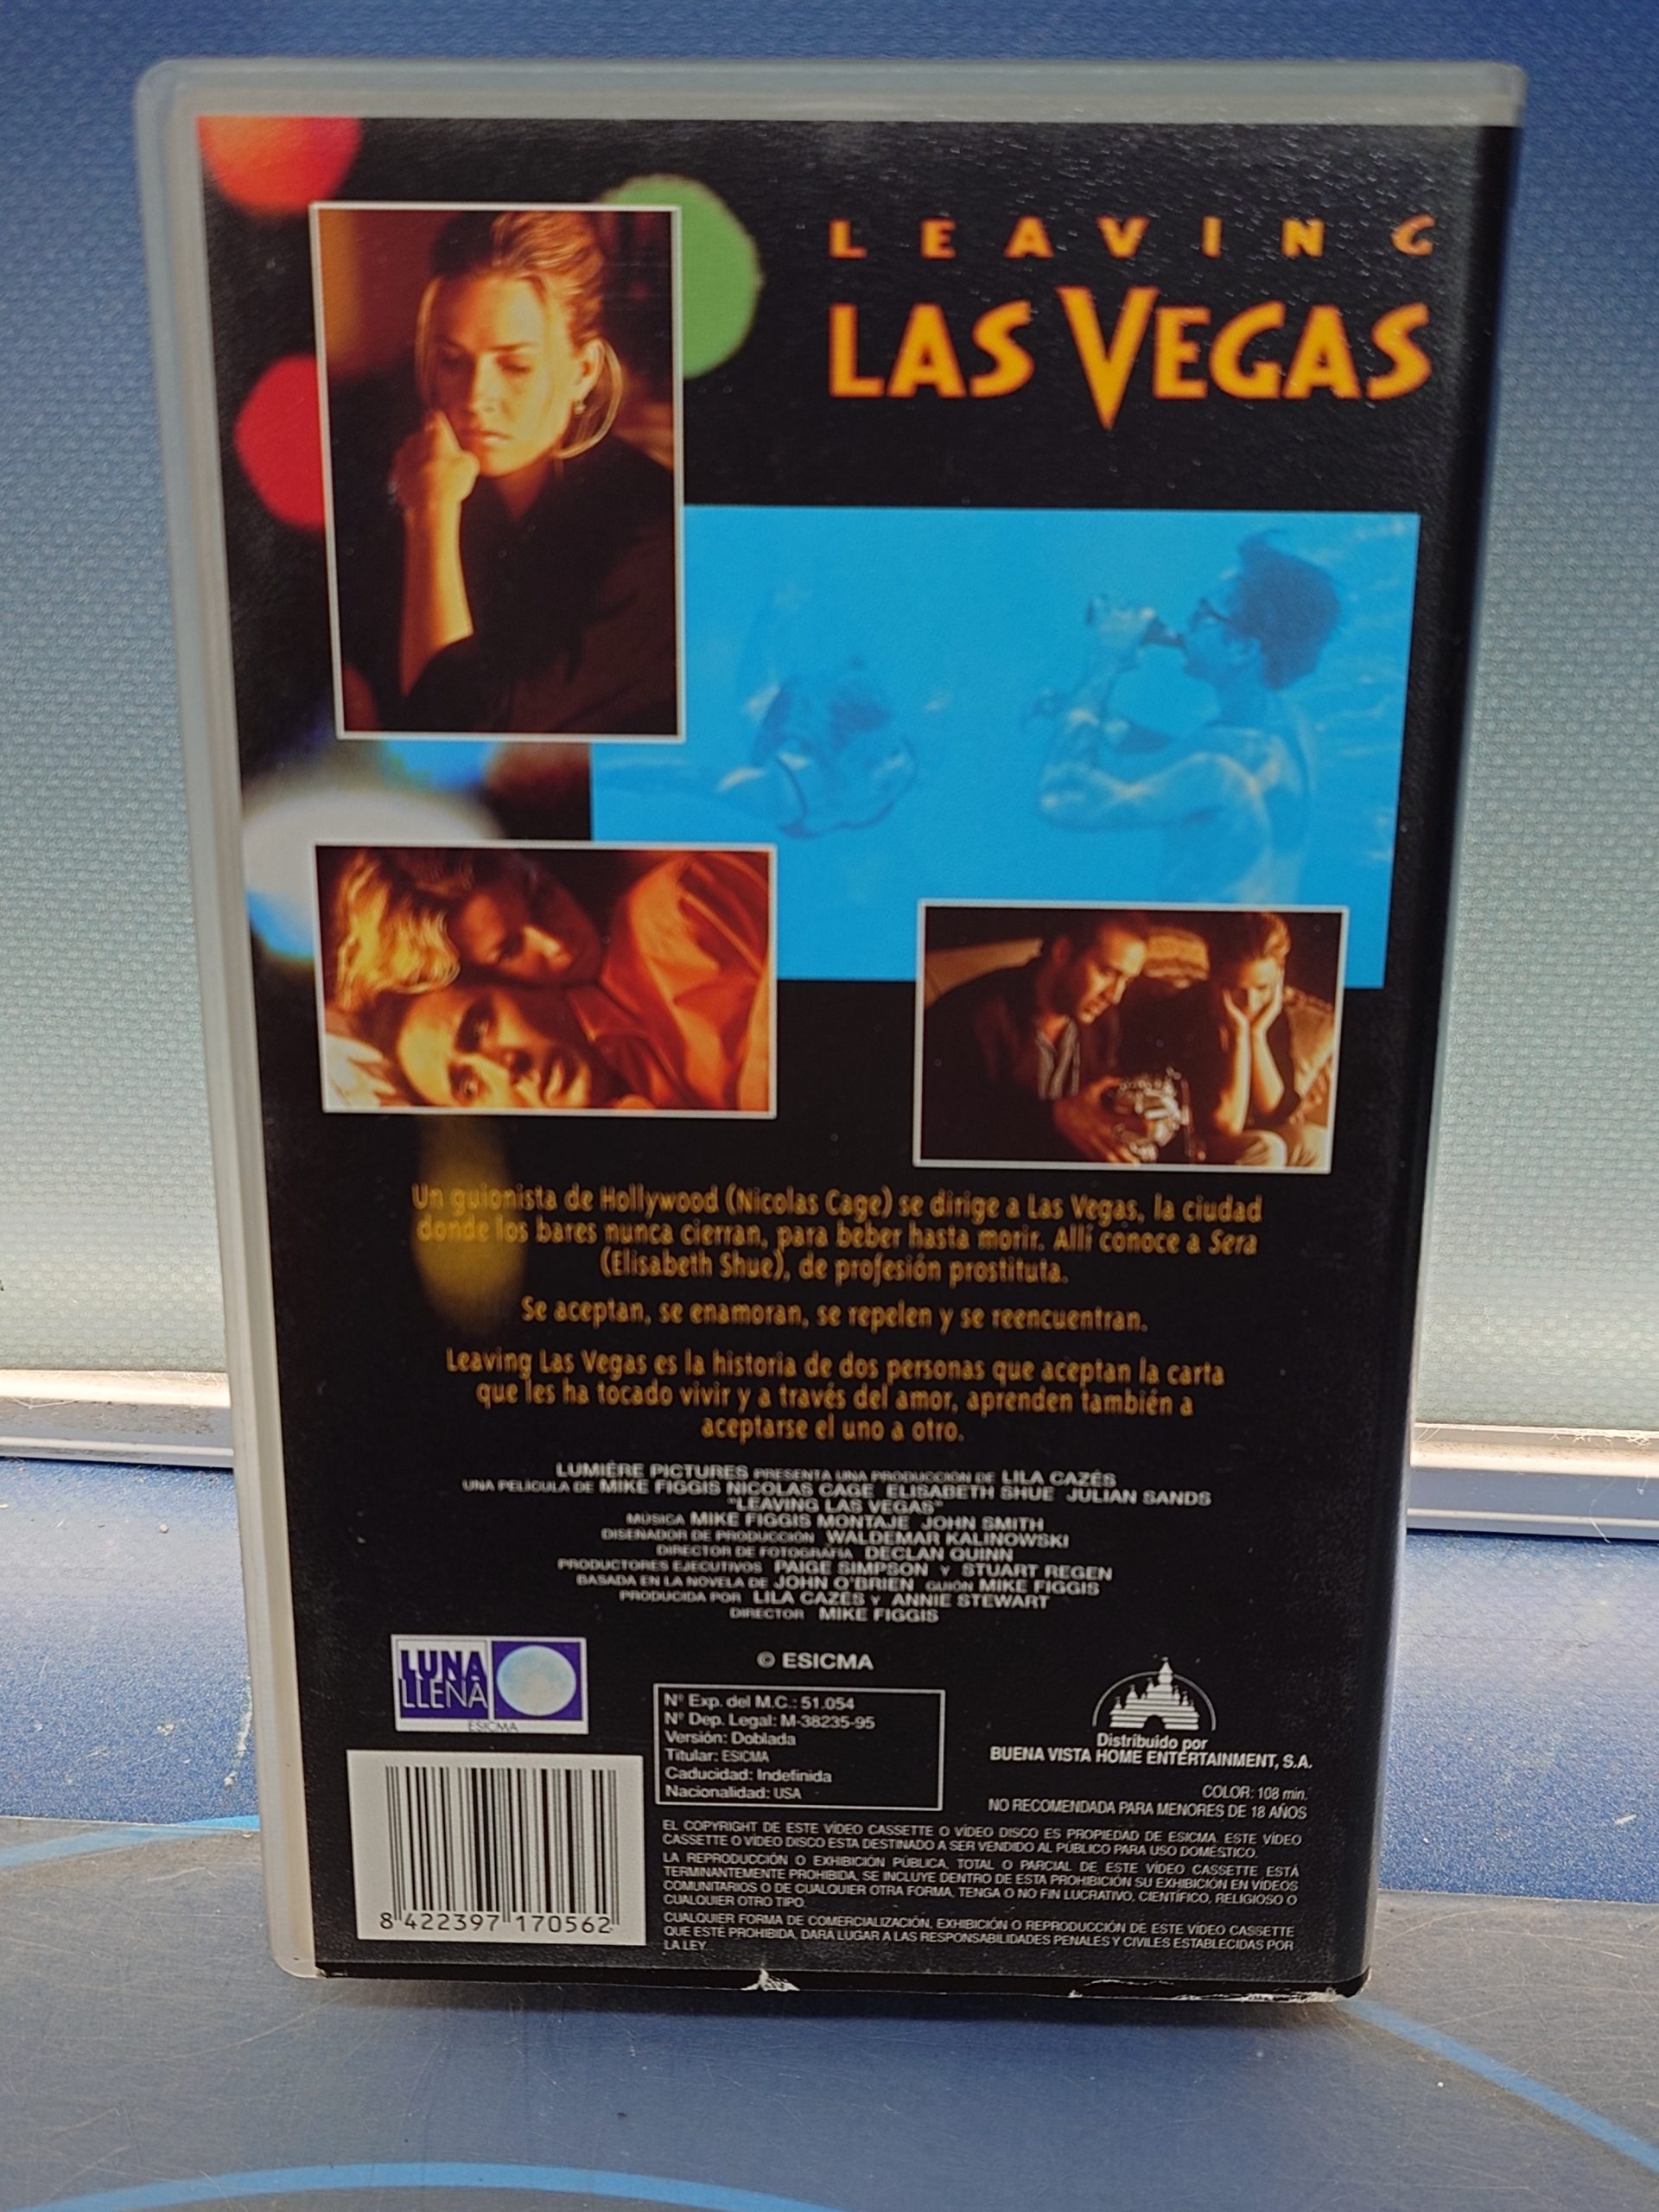 LEAVING
LAS VEGAS
Un guionista de Hollywood (Nicolas Cage) se dirige a Las Vegas, la ciudad
donde los bares nunca cierran, para beber hasta morir. Allí conoce a Sera
(Elisabeth Shue), de profesión prostituta.
Se aceptan, se enamoran, se repelen y se reencuentran.
Leaving Las Vegas es la historia de dos personas que aceptan la carta
que les ha tocado vivir y a través del amor, aprenden también a
aceptarse el uno a otro.
LUMIÈRE PICTURES PRESENTA UNA PRODUCCIÓN DE LILA CAZÉS
UNA PELÍCULA DE MIKE FIGGIS NICOLAS CAGE ELISABETH SHUE JULIAN SANDS
"LEAVING LAS VEGAS"
MÚSICA MIKE FIGGIS MONTAJE JOHN SMITH
DISEÑADOR DE PRODUCCIÓN WALDEMAR KALINOWSKI
DIRECTOR DE FOTOGRAFÍA DECLAN QUINN
PRODUCTORES EJECUTIVOS PAIGE SIMPSON Y STUART REGEN
BASADA EN LA NOVELA DE JOHN O'BRIEN GUIÓN MIKE FIGGIS
PRODUCIDA POR LILA CAZÉS Y ANNIE STEWART
DIRECTOR MIKE FIGGIS
LUNA
LLENA
ESICMA
© ESICMA
Nº Exp. del M.C.: 51.054
Nº Dep. Legal: M-38235-95
Versión: Doblada
Titular: ESICMA
Caducidad: Indefinida
Nacionalidad: USA
Distribuido por
BUENA VISTA HOME ENTERTAINMENT, S.A.
COLOR: 108 min.
NO RECOMENDADA PARA MENORES DE 18 AÑOS
EL COPYRIGHT DE ESTE VÍDEO CASSETTE O VÍDEO DISCO ES PROPIEDAD DE ESICMA. ESTE VÍDEO
CASSETTE O VÍDEO DISCO ESTA DESTINADO A SER VENDIDO AL PÚBLICO PARA USO DOMÉSTICO.
LA REPRODUCCIÓN O EXHIBICIÓN PÚBLICA, TOTAL O PARCIAL DE ESTE VÍDEO CASSETTE ESTÁ
TERMINANTEMENTE PROHIBIDA, SE INCLUYE DENTRO DE ESTA PROHIBICIÓN SU EXHIBICIÓN EN VÍDEOS
COMUNITARIOS O DE CUALQUIER OTRA FORMA, TENGA O NO FIN LUCRATIVO, CIENTÍFICO, RELIGIOSO O
CUALQUIER OTRO TIPO.
CUALQUIER FORMA DE COMERCIALIZACIÓN, EXHIBICIÓN O REPRODUCCIÓN DE ESTE VÍDEO CASSETTE
QUE ESTÉ PROHIBIDA, DARÁ LUGAR A LAS RESPONSABILIDADES PENALES Y CIVILES ESTABLECIDAS POR
LA LEY.
8 422397 170562